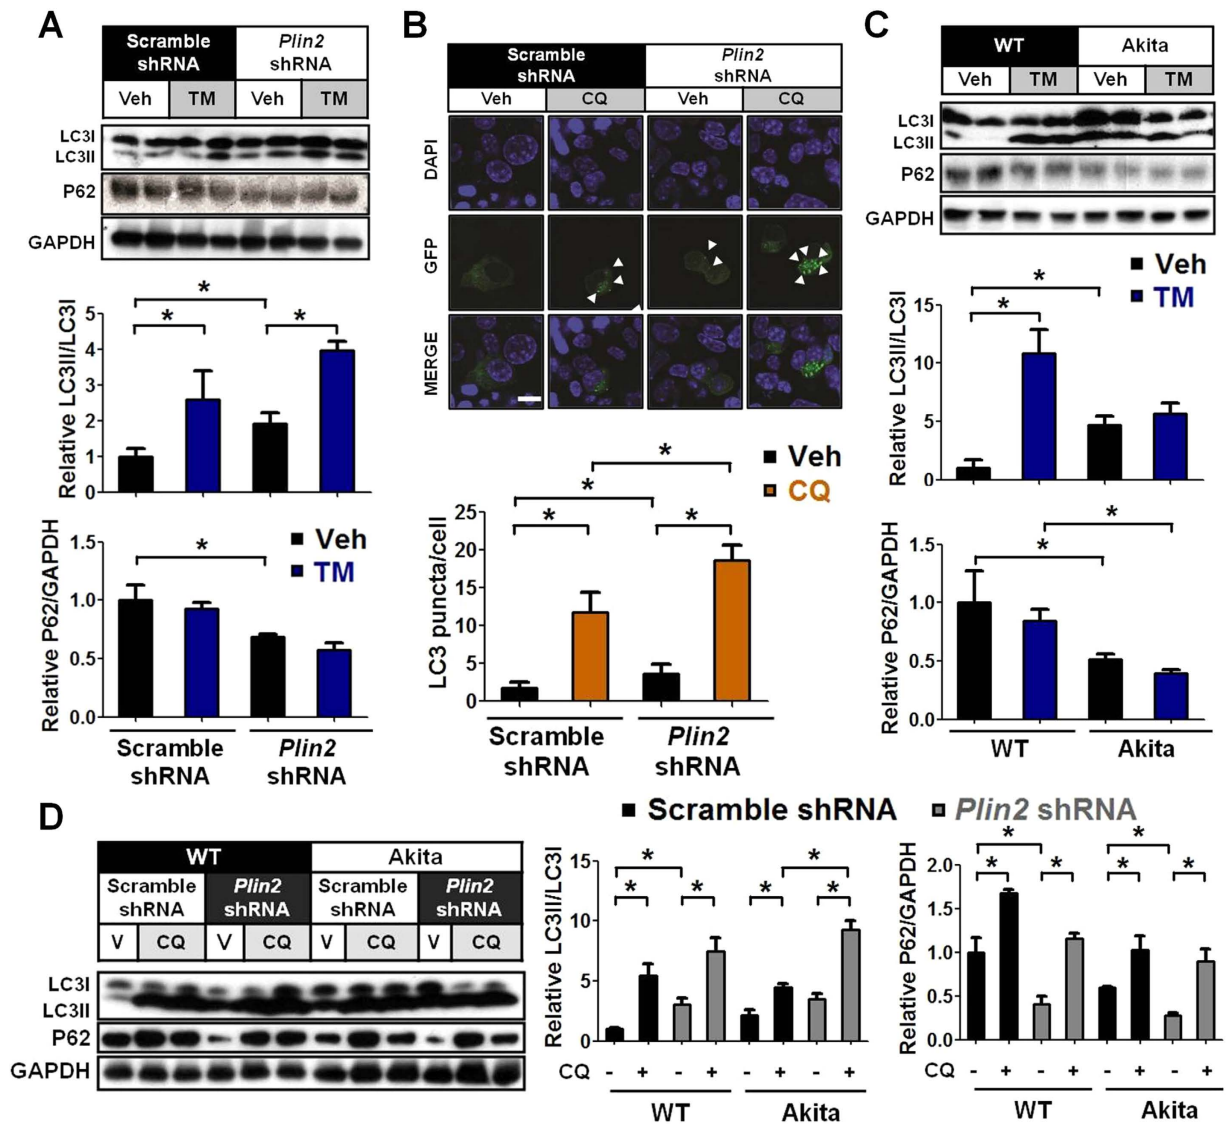 A
Scramble shRNA
Plin2 shRNA
Veh TM Veh TM
LC3I
LC3II
P62
GAPDH
* * *
Relative LC3II/LC3I
5
4
3
2
1
0
Veh
TM
*
Relative P62/GAPDH
1.5
1.0
0.5
0.0
Scramble shRNA
Plin2 shRNA
B
Scramble shRNA
Plin2 shRNA
Veh CQ Veh CQ
DAPI
GFP
MERGE
Veh
CQ
* * * *
LC3 puncta/cell
25
20
15
10
5
0
Scramble shRNA
Plin2 shRNA
C
WT Akita
Veh TM Veh TM
LC3I
LC3II
P62
GAPDH
Veh
TM
* *
Relative LC3II/LC3I
15
10
5
0
* *
Relative P62/GAPDH
1.5
1.0
0.5
0.0
WT Akita
D
WT Akita
Scramble shRNA Plin2 shRNA Scramble shRNA Plin2 shRNA
V CQ V CQ V CQ V CQ
LC3I
LC3II
P62
GAPDH
Scramble shRNA Plin2 shRNA
* * * * * *
Relative LC3II/LC3I
15
10
5
0
CQ - + - + - + - +
WT Akita
* * * * * *
Relative P62/GAPDH
2.0
1.5
1.0
0.5
0.0
CQ - + - + - + - +
WT Akita